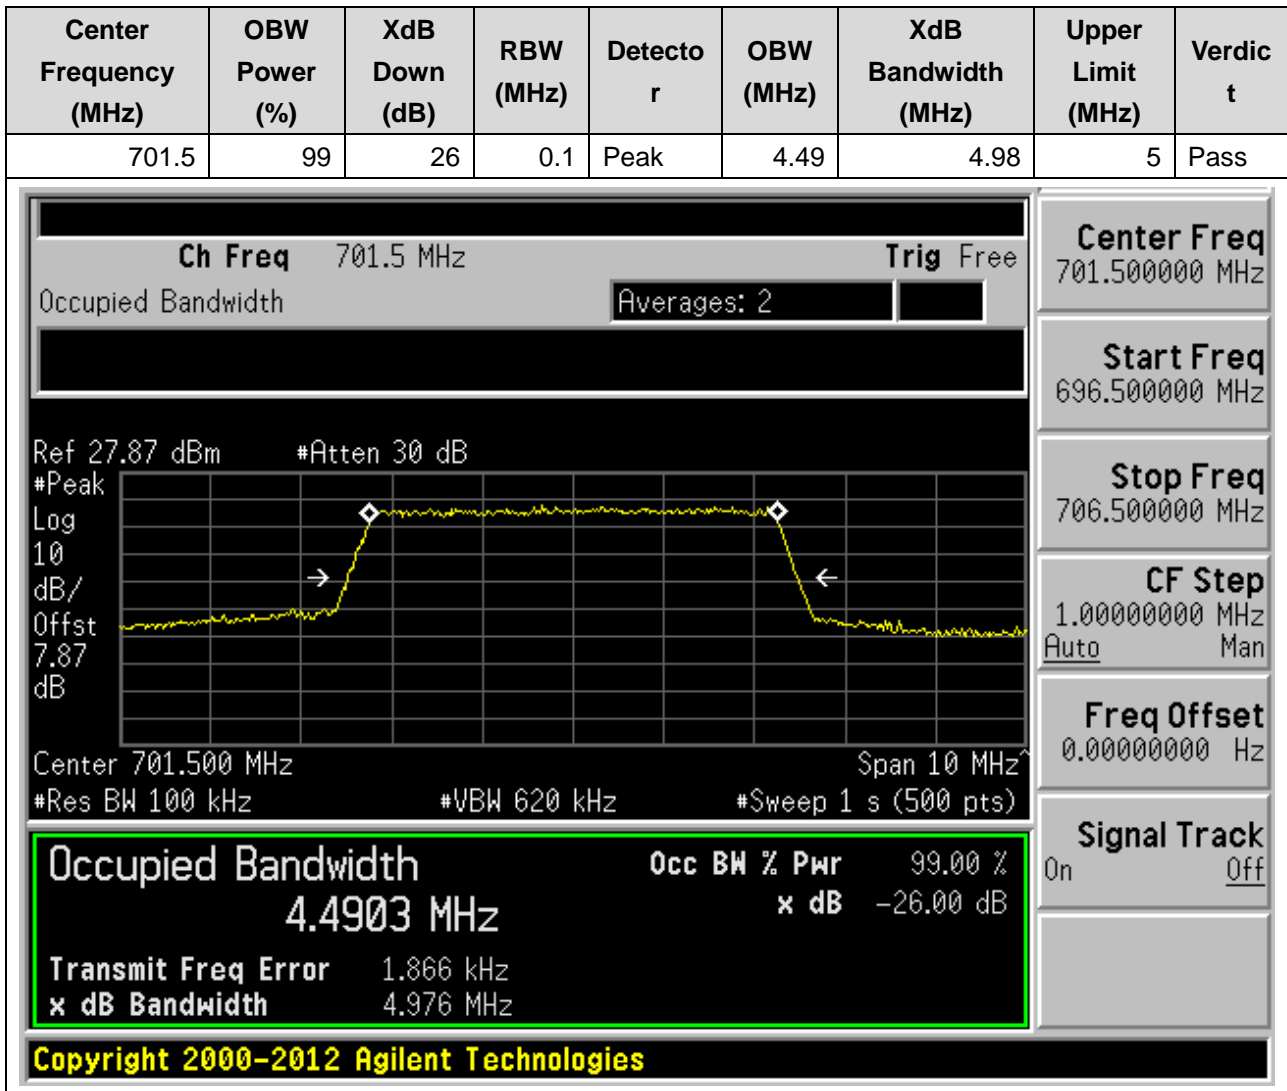 Center Frequency (MHz) OBW Power (%) XdB Down (dB) RBW (MHz) Detector OBW (MHz) XdB Bandwidth (MHz) Upper Limit (MHz) Verdict
701.5 99 26 0.1 Peak 4.49 4.98 5 Pass
Ch Freq 701.5 MHz Trig Free
Occupied Bandwidth Averages: 2
Ref 27.87 dBm #Atten 30 dB
#Peak
Log
10
dB/
Offst
7.87
dB
Center 701.500 MHz Span 10 MHz^
#Res BW 100 kHz #VBW 620 kHz #Sweep 1 s (500 pts)
Occupied Bandwidth Occ BW % Pwr 99.00 %
4.4903 MHz x dB -26.00 dB
Transmit Freq Error 1.866 kHz
x dB Bandwidth 4.976 MHz
Copyright 2000-2012 Agilent Technologies
Center Freq
701.500000 MHz
Start Freq
696.500000 MHz
Stop Freq
706.500000 MHz
CF Step
1.00000000 MHz
Auto Man
Freq Offset
0.00000000 Hz
Signal Track
On Off